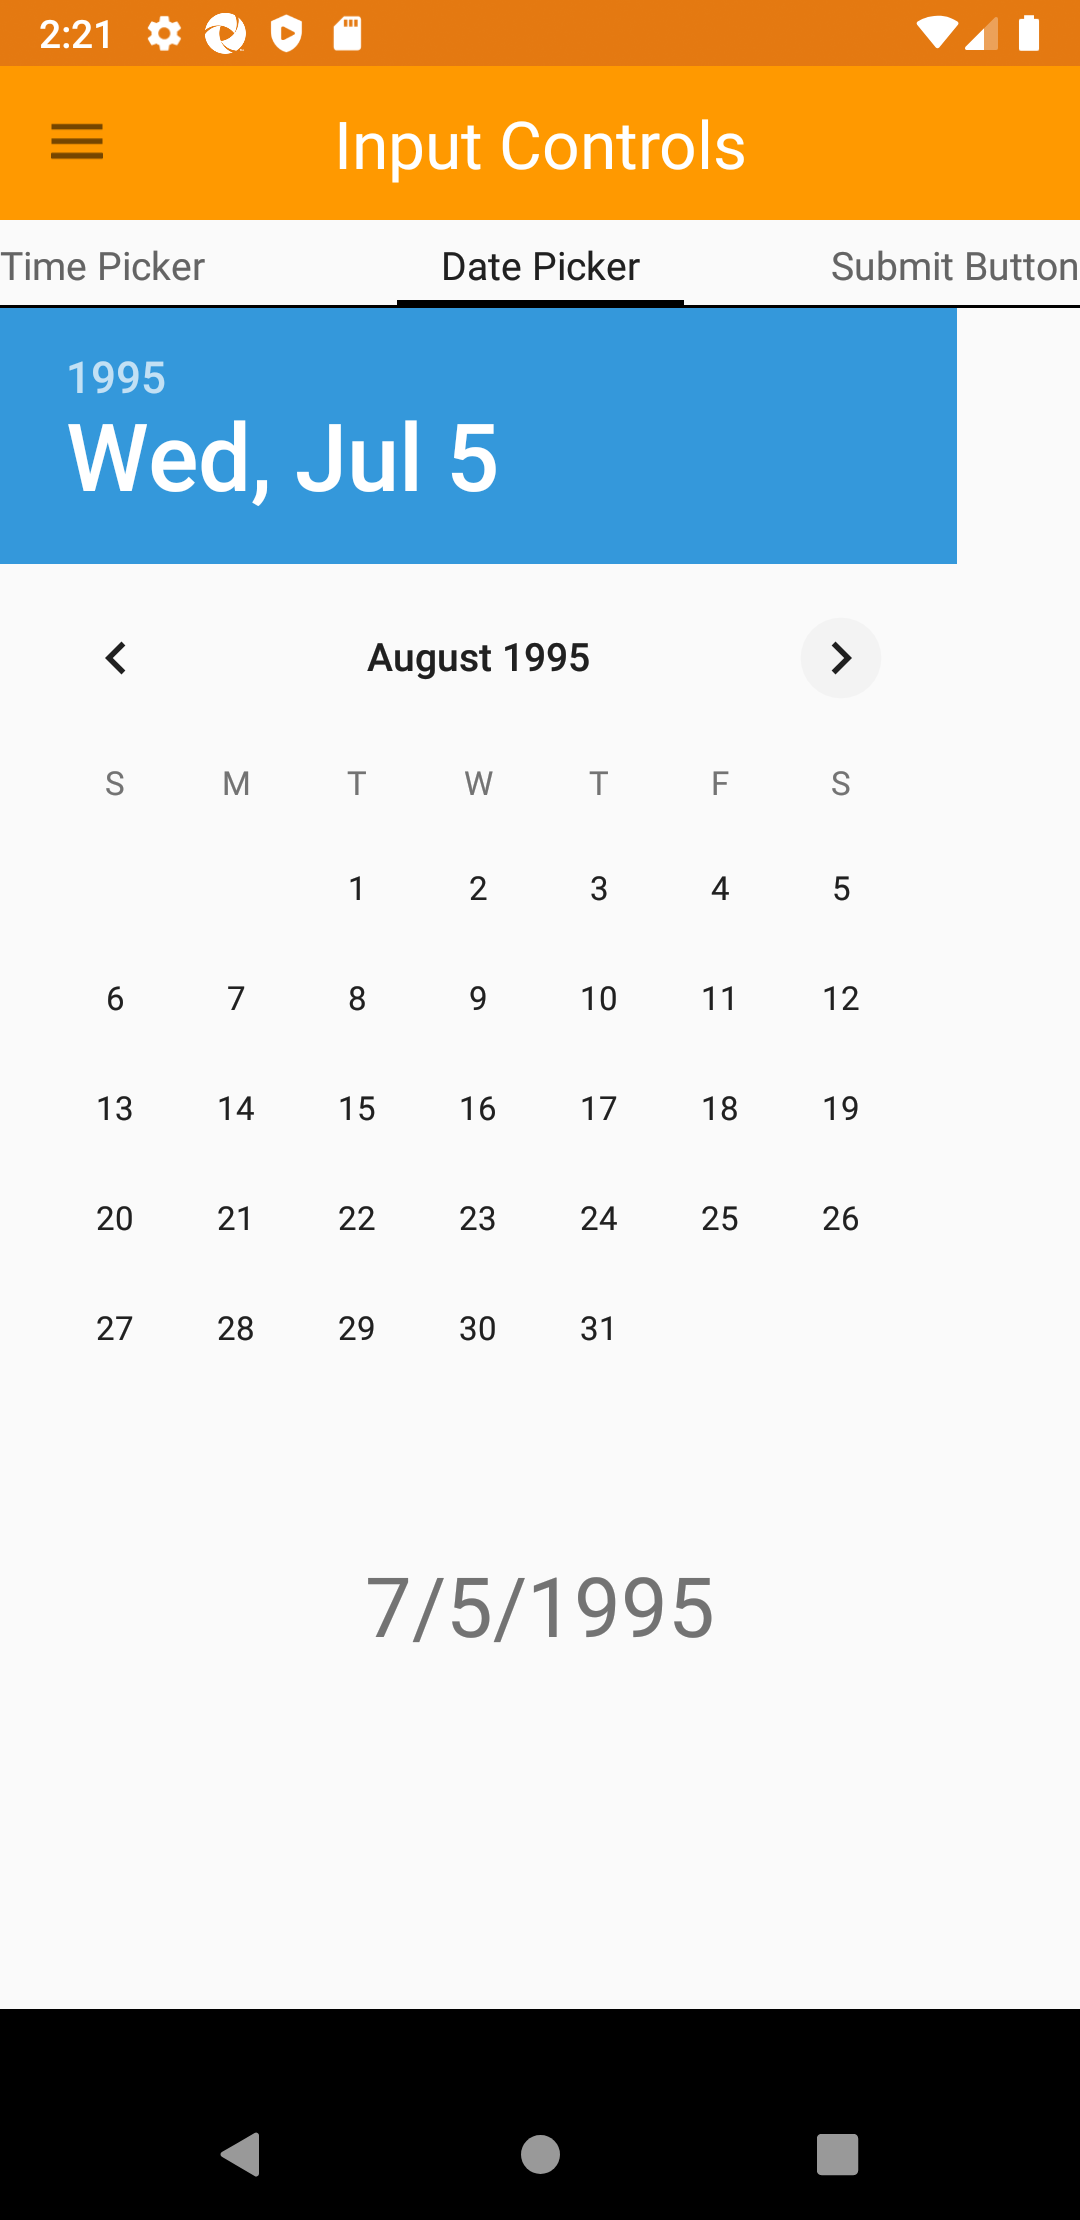 2:21
Input Controls
Time Picker Date Picker Submit Button
1995
Wed, Jul 5
August 1995
S M T W T F S
1 2 3 4 5
6 7 8 9 10 11 12
13 14 15 16 17 18 19
20 21 22 23 24 25 26
27 28 29 30 31
7/5/1995